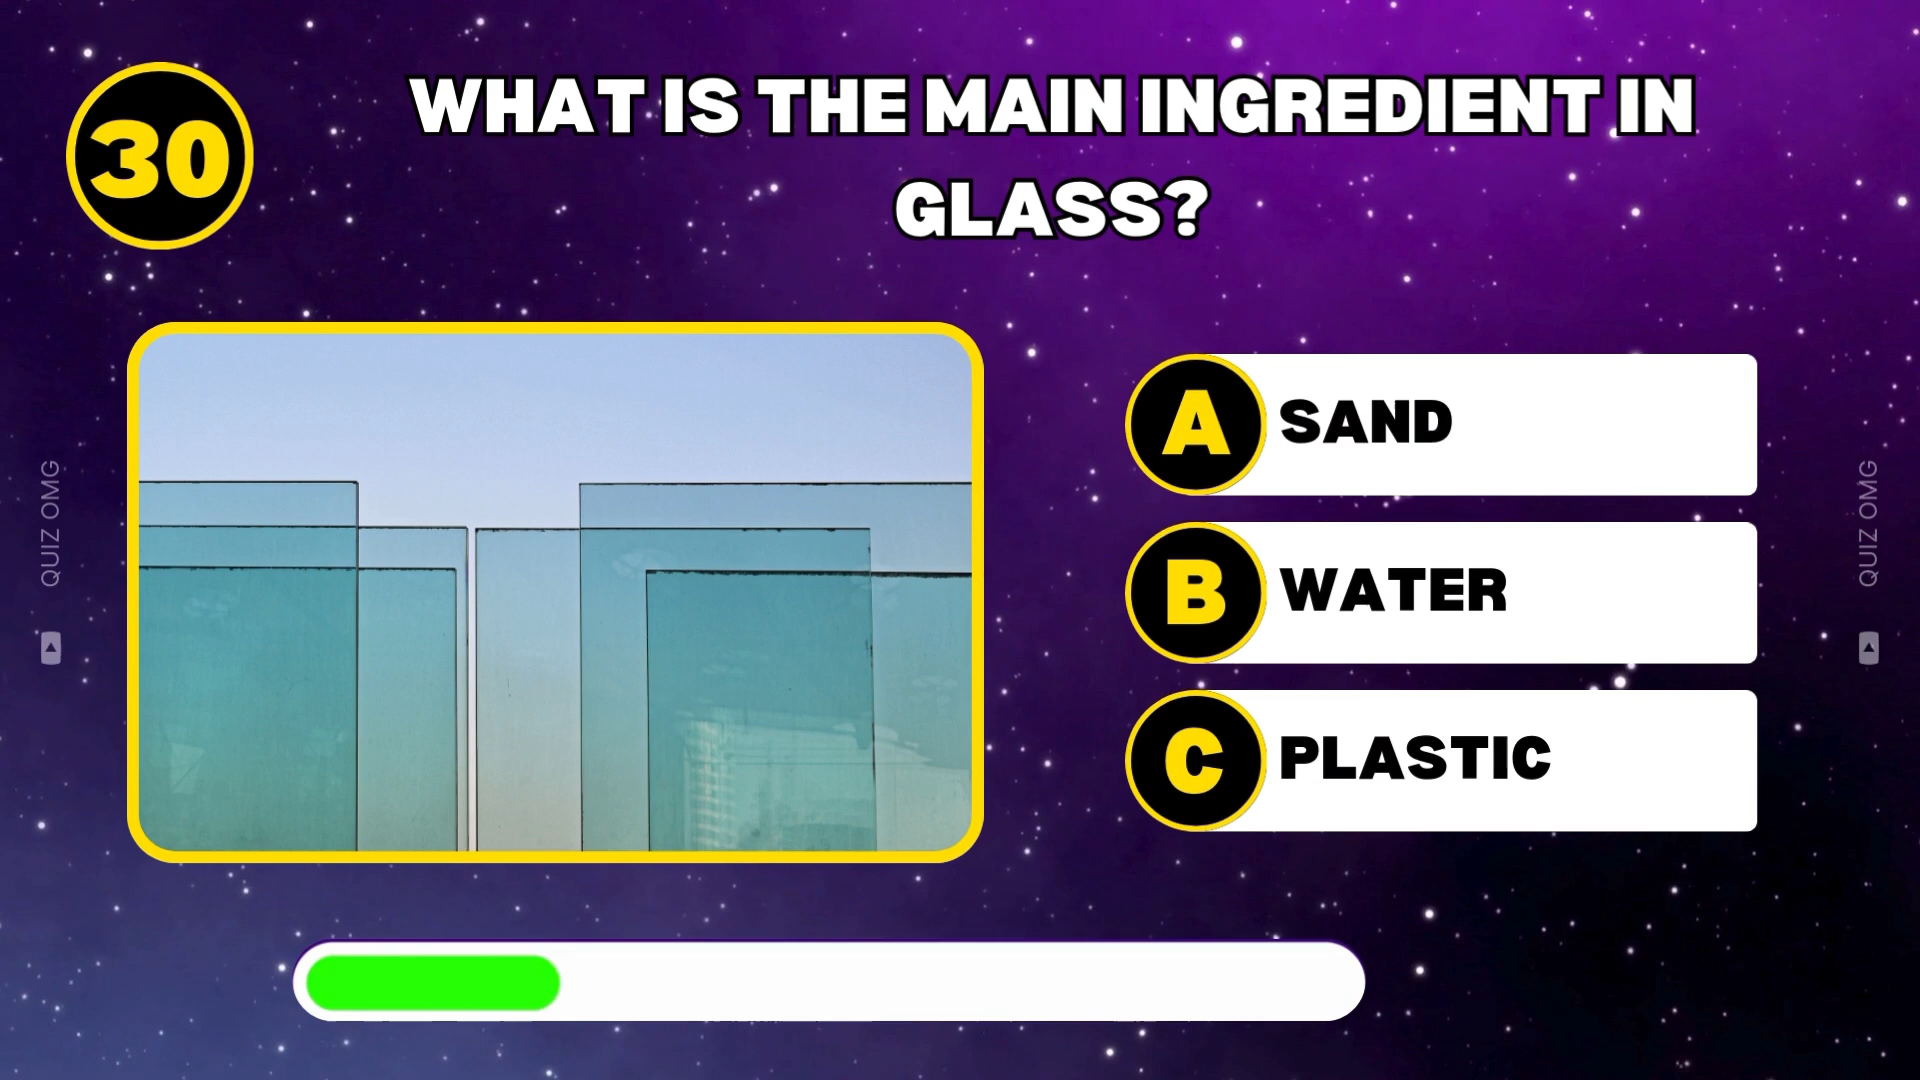 30
WHAT IS THE MAIN INGREDIENT IN
GLASS?
A SAND
B WATER
C PLASTIC
QUIZ OMG
QUIZ OMG